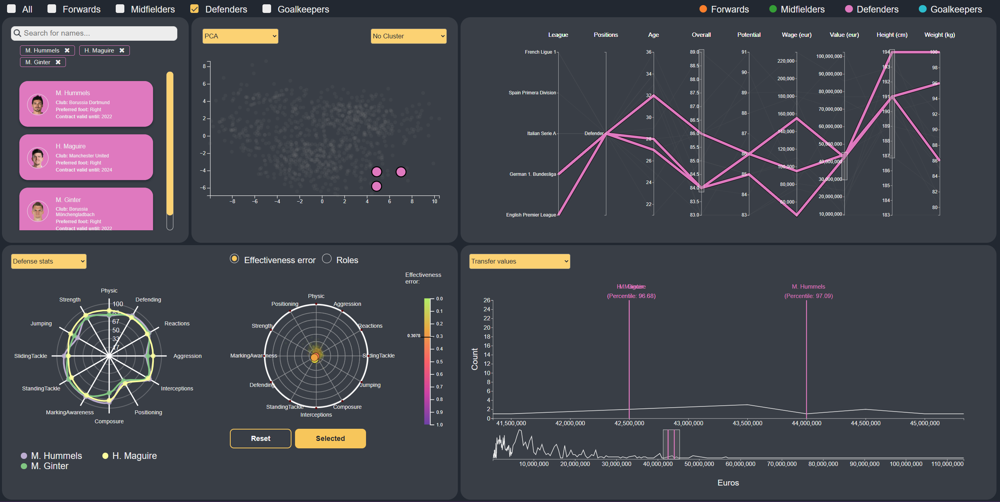 All Forwards Midfielders Defenders Goalkeepers
Forwards Midfielders Defenders Goalkeepers
Search for names...
M. Hummels ✖ H. Maguire ✖
M. Ginter ✖
M. Hummels
Club: Borussia Dortmund
Preferred foot: Right
Contract valid until: 2022
H. Maguire
Club: Manchester United
Preferred foot: Right
Contract valid until: 2024
M. Ginter
Club: Borussia
Mönchengladbach
Preferred foot: Right
Contract valid until: 2022
PCA
No Cluster
8
6
4
2
0
−2
−4
−6
−8 −6 −4 −2 0 2 4 6 8 10
League Positions Age Overall Potential Wage (eur) Value (eur) Height (cm) Weight (kg)
French Ligue 1
Spain Primera Division
Italian Serie A
German 1. Bundesliga
English Premier League
Defender
36
34
32
30
28
26
24
22
89.0
88.5
88.0
87.5
87.0
86.5
86.0
85.5
85.0
84.5
84.0
83.5
83.0
91
90
89
88
87
86
85
84
83
220,000
200,000
180,000
160,000
140,000
120,000
100,000
80,000
60,000
100,000,000
90,000,000
80,000,000
70,000,000
60,000,000
50,000,000
40,000,000
30,000,000
20,000,000
10,000,000
194
193
192
191
190
189
188
187
186
185
184
183
100
98
96
94
92
90
88
86
84
82
80
Defense stats
Physic
Strength
Defending
Jumping
Reactions
SlidingTackle
Aggression
StandingTackle
Interceptions
MarkingAwareness
Positioning
Composure
100
83
67
50
33
17
M. Hummels H. Maguire
M. Ginter
Effectiveness error Roles
Physic
Positioning
Aggression
Strength
Reactions
MarkingAwareness
SlidingTackle
Defending
Jumping
StandingTackle
Composure
Interceptions
Effectiveness
error:
0.3078
0.0
0.1
0.2
0.3
0.4
0.5
0.6
0.7
0.8
0.9
1.0
Reset Selected
Transfer values
H. Maguire
M. Ginter
(Percentile: 96.68)
M. Hummels
(Percentile: 97.09)
Count
26
24
22
20
18
16
14
12
10
8
6
4
2
0
41,500,000 42,000,000 42,500,000 43,000,000 43,500,000 44,000,000 44,500,000 45,000,000
10,000,000 20,000,000 30,000,000 40,000,000 50,000,000 60,000,000 70,000,000 80,000,000 90,000,000 100,000,000 110,000,000
Euros